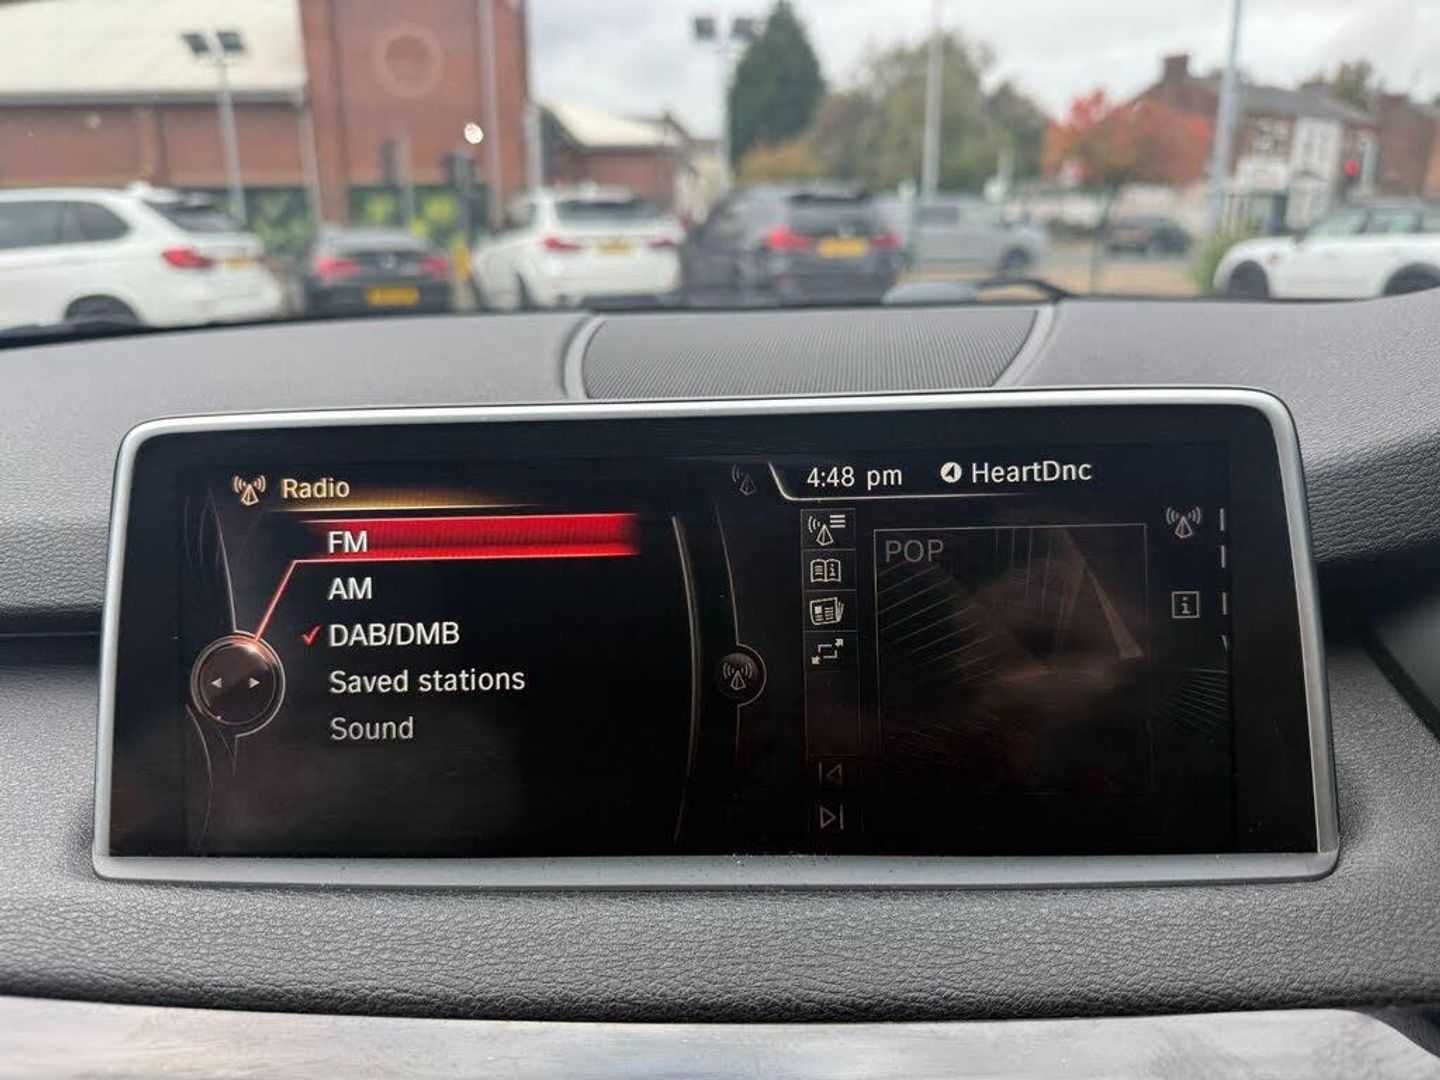 Radio
4:48 pm HeartDnc
FM
AM
DAB/DMB
Saved stations
Sound
POP